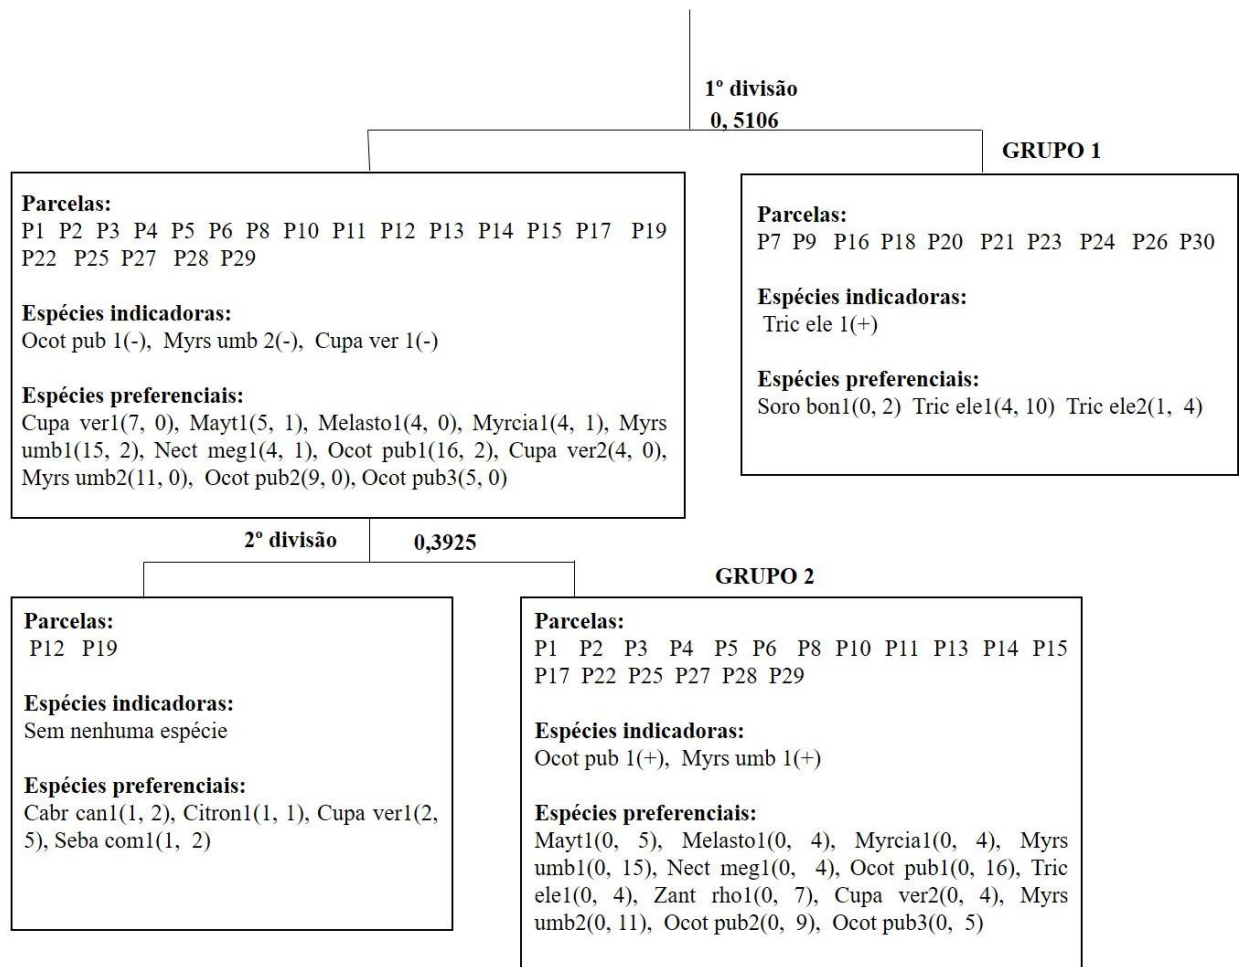 1º divisão
0, 5106
GRUPO 1
Parcelas:
P1 P2 P3 P4 P5 P6 P8 P10 P11 P12 P13 P14 P15 P17 P19
P22 P25 P27 P28 P29
Espécies indicadoras:
Ocot pub 1(-), Myrs umb 2(-), Cupa ver 1(-)
Espécies preferenciais:
Cupa ver1(7, 0), Mayt1(5, 1), Melasto1(4, 0), Myrcia1(4, 1), Myrs
umb1(15, 2), Nect meg1(4, 1), Ocot pub1(16, 2), Cupa ver2(4, 0),
Myrs umb2(11, 0), Ocot pub2(9, 0), Ocot pub3(5, 0)
Parcelas:
P7 P9 P16 P18 P20 P21 P23 P24 P26 P30
Espécies indicadoras:
Tric ele 1(+)
Espécies preferenciais:
Soro bon1(0, 2) Tric ele1(4, 10) Tric ele2(1, 4)
2º divisão
0,3925
GRUPO 2
Parcelas:
P12 P19
Espécies indicadoras:
Sem nenhuma espécie
Espécies preferenciais:
Cabr can1(1, 2), Citron1(1, 1), Cupa ver1(2,
5), Seba com1(1, 2)
Parcelas:
P1 P2 P3 P4 P5 P6 P8 P10 P11 P13 P14 P15
P17 P22 P25 P27 P28 P29
Espécies indicadoras:
Ocot pub 1(+), Myrs umb 1(+)
Espécies preferenciais:
Mayt1(0, 5), Melasto1(0, 4), Myrcia1(0, 4), Myrs
umb1(0, 15), Nect meg1(0, 4), Ocot pub1(0, 16), Tric
ele1(0, 4), Zant rho1(0, 7), Cupa ver2(0, 4), Myrs
umb2(0, 11), Ocot pub2(0, 9), Ocot pub3(0, 5)